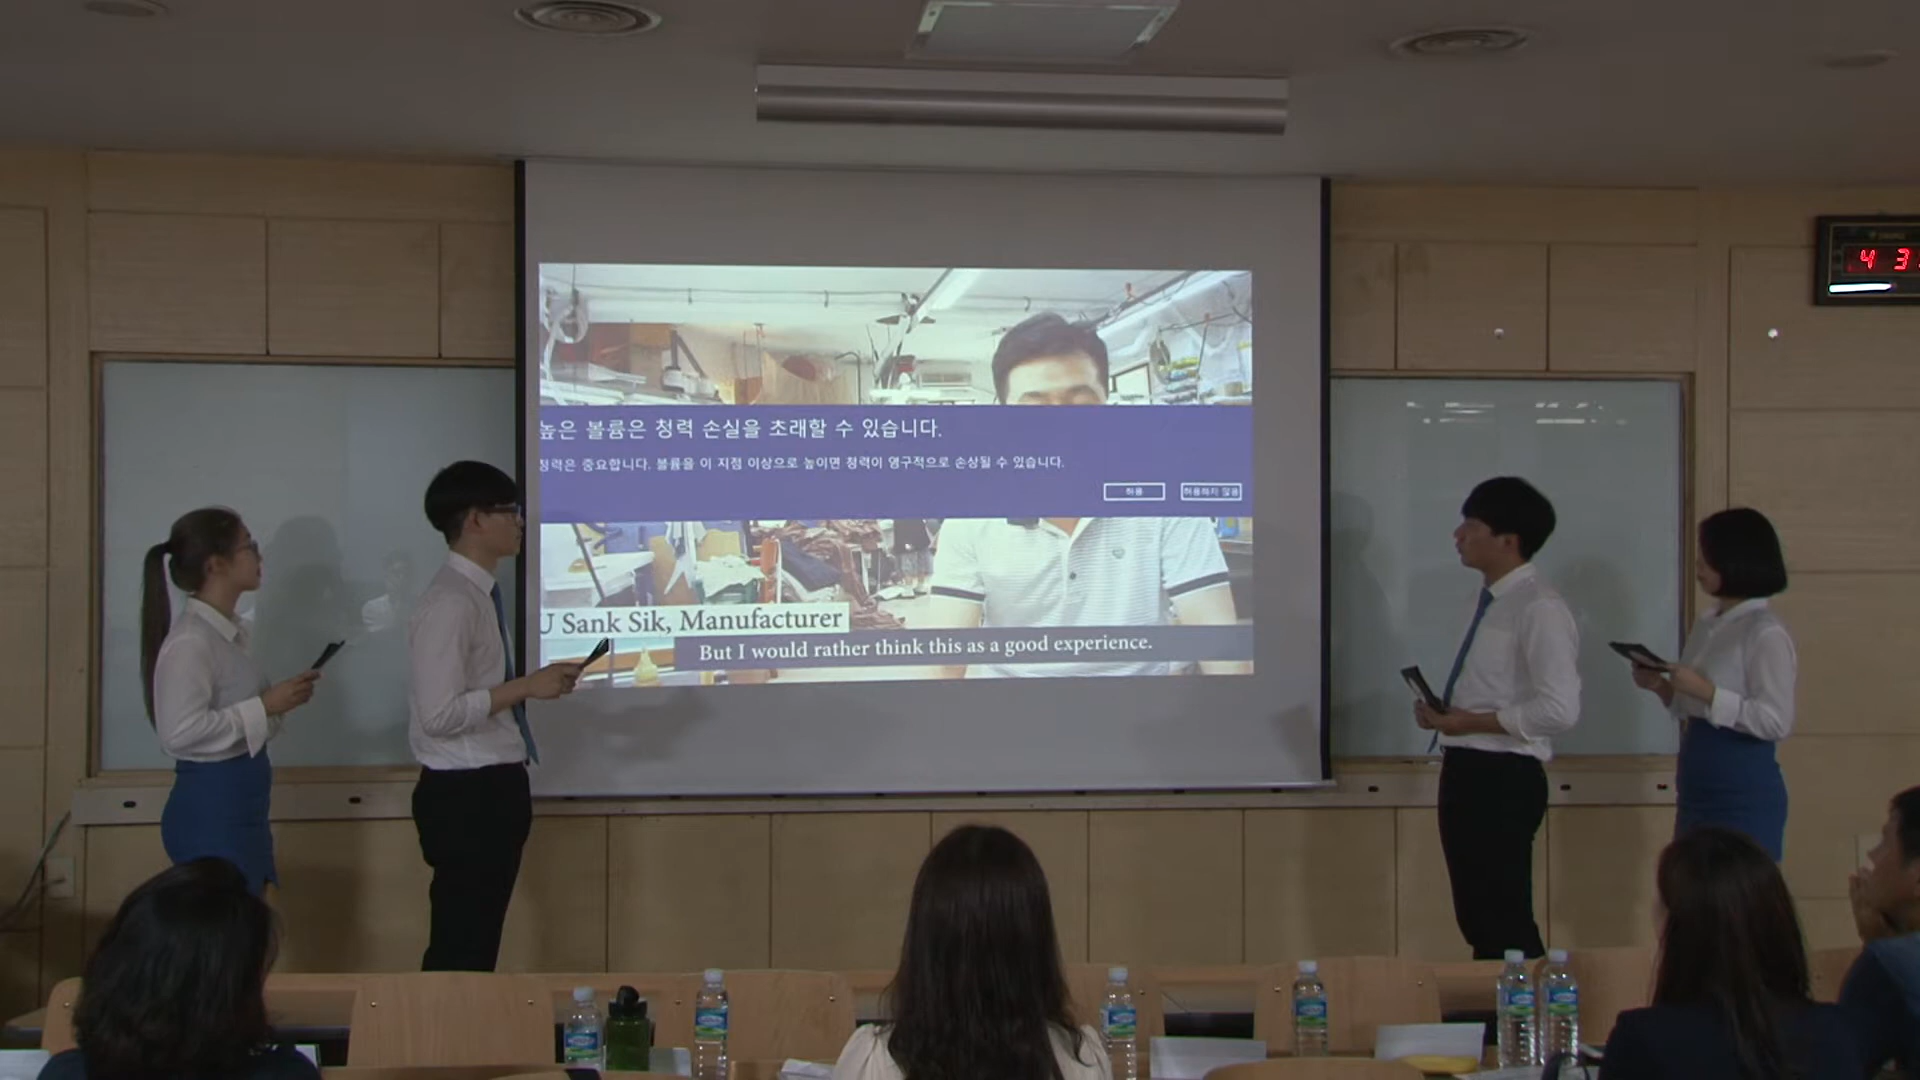 높은 볼륨은 청력 손실을 초래할 수 있습니다.
청력은 중요합니다. 볼륨을 이 지점 이상으로 높이면 청력이 영구적으로 손상될 수 있습니다.
허용
허용하지 않음
U Sank Sik, Manufacturer
But I would rather think this as a good experience.
4 3